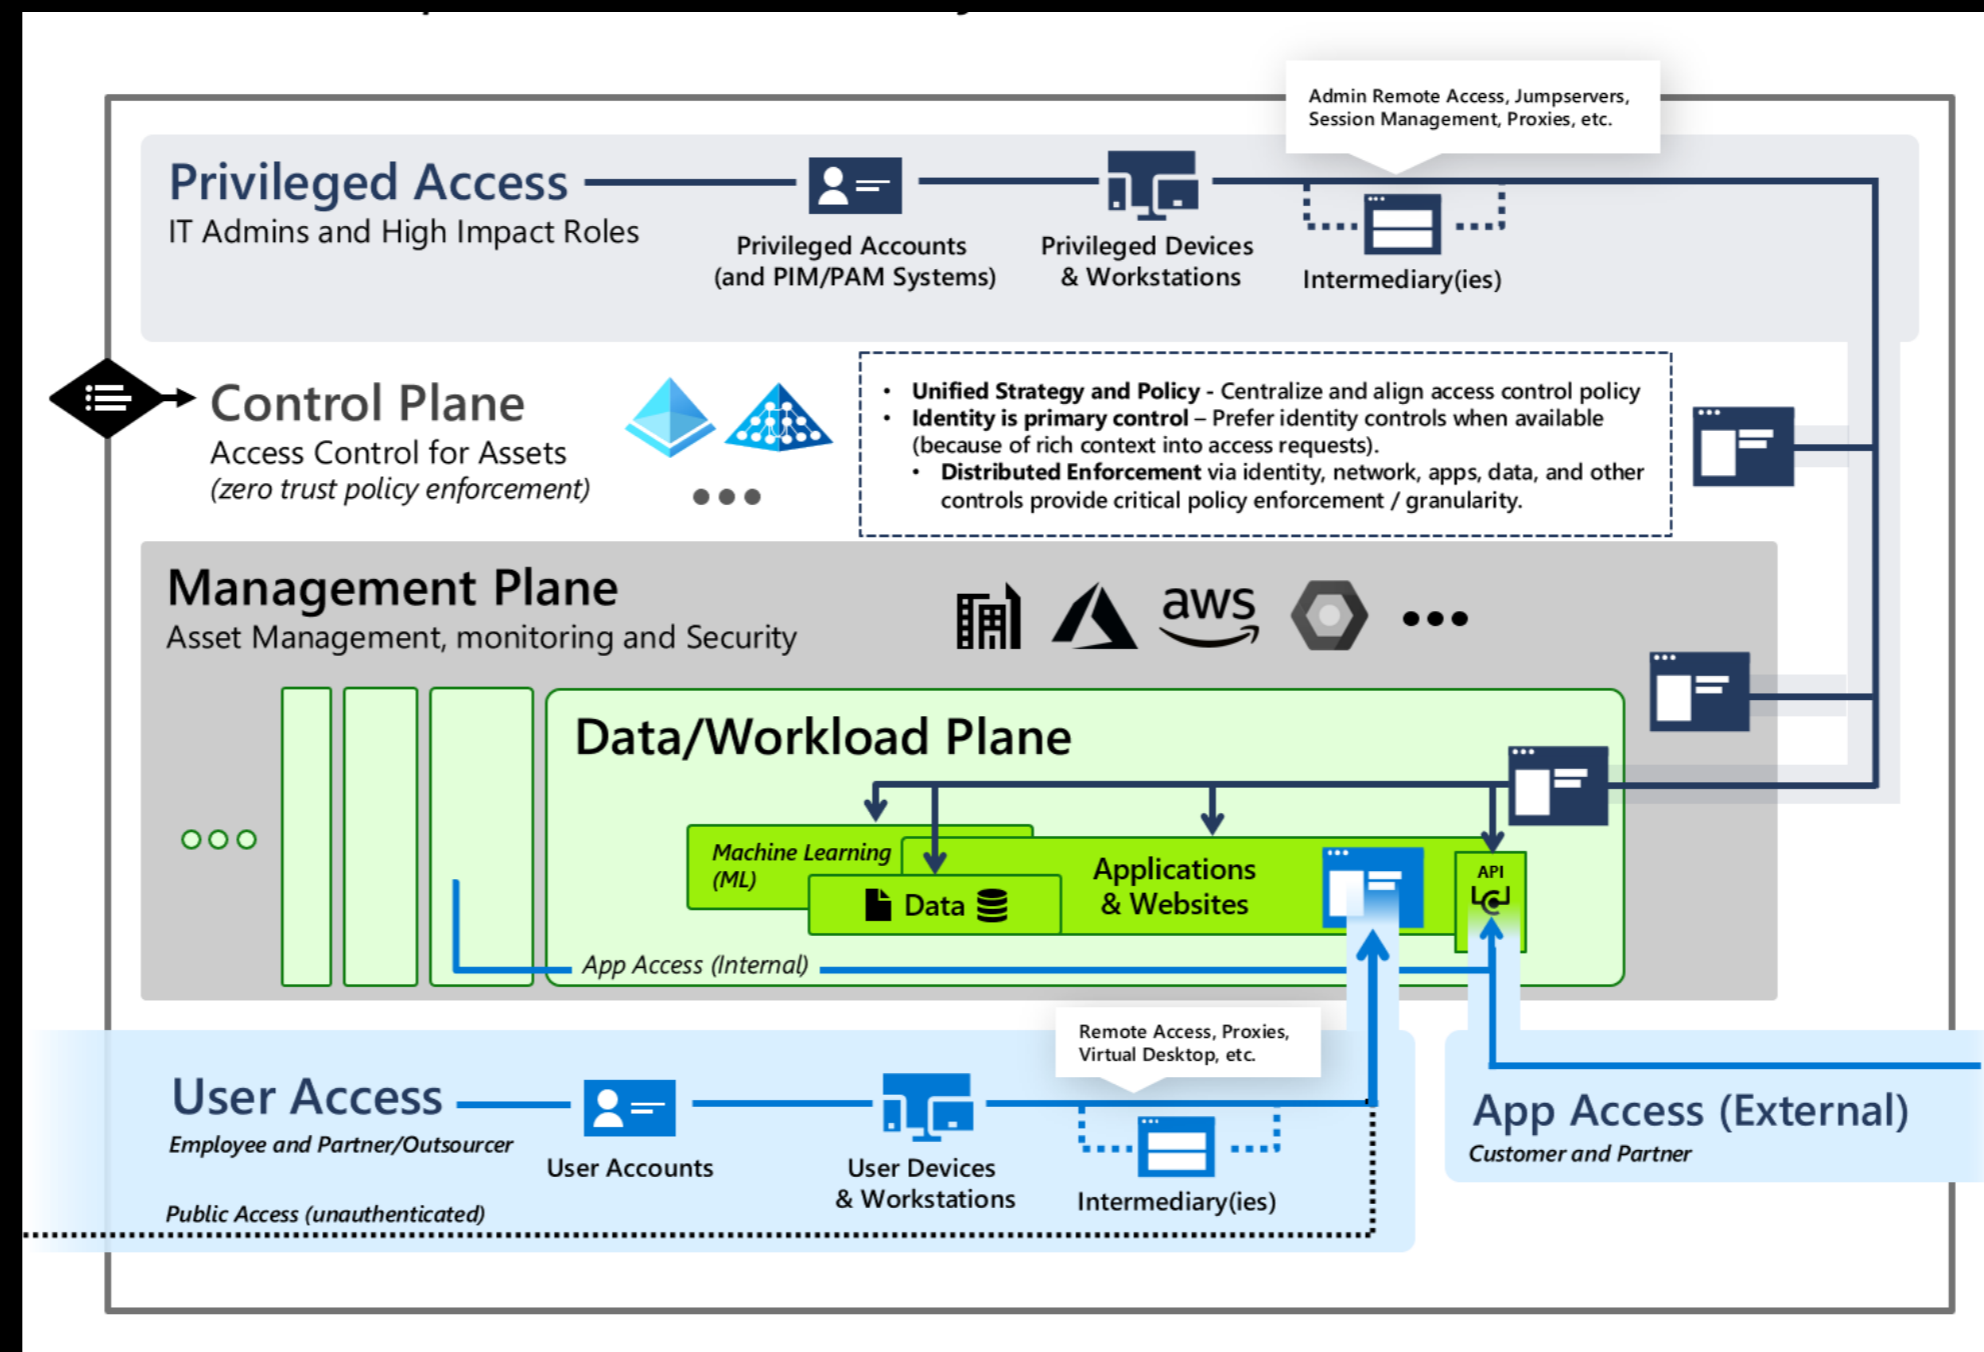 Admin Remote Access, Jumpservers,
Session Management, Proxies, etc.
Privileged Access
IT Admins and High Impact Roles
Privileged Accounts
(and PIM/PAM Systems)
Privileged Devices
& Workstations
Intermediary(ies)
Control Plane
Access Control for Assets
(zero trust policy enforcement)
• Unified Strategy and Policy - Centralize and align access control policy
• Identity is primary control – Prefer identity controls when available
(because of rich context into access requests).
• Distributed Enforcement via identity, network, apps, data, and other
controls provide critical policy enforcement / granularity.
Management Plane
Asset Management, monitoring and Security
aws
Data/Workload Plane
Machine Learning
(ML)
Data
Applications
& Websites
API
App Access (Internal)
Remote Access, Proxies,
Virtual Desktop, etc.
User Access
Employee and Partner/Outsourcer
User Accounts
User Devices
& Workstations
Intermediary(ies)
Public Access (unauthenticated)
App Access (External)
Customer and Partner